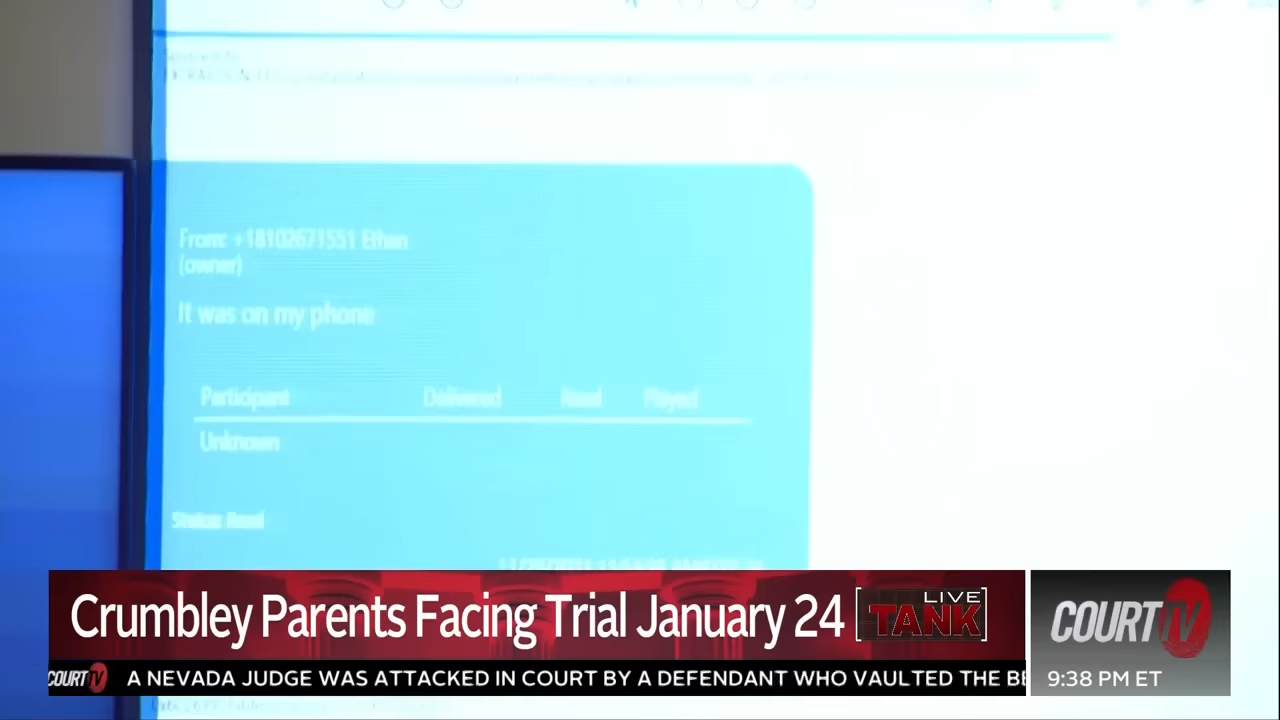 From: +18102671551 Ethan
(owner)
It was on my phone
Participant Delivered Read Played
Unknown
Status: Read
Crumbley Parents Facing Trial January 24
LIVE
TANK
COURT TV
COURT TV A NEVADA JUDGE WAS ATTACKED IN COURT BY A DEFENDANT WHO VAULTED THE BE
9:38 PM ET